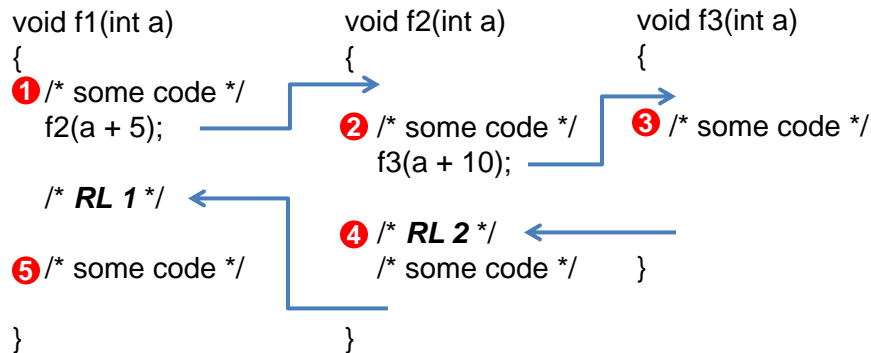 void f1(int a)
{
1 /* some code */
f2(a + 5);
/* RL 1 */
5 /* some code */
}
void f2(int a)
{
2 /* some code */
f3(a + 10);
4 /* RL 2 */
/* some code */
}
void f3(int a)
{
3 /* some code */
}